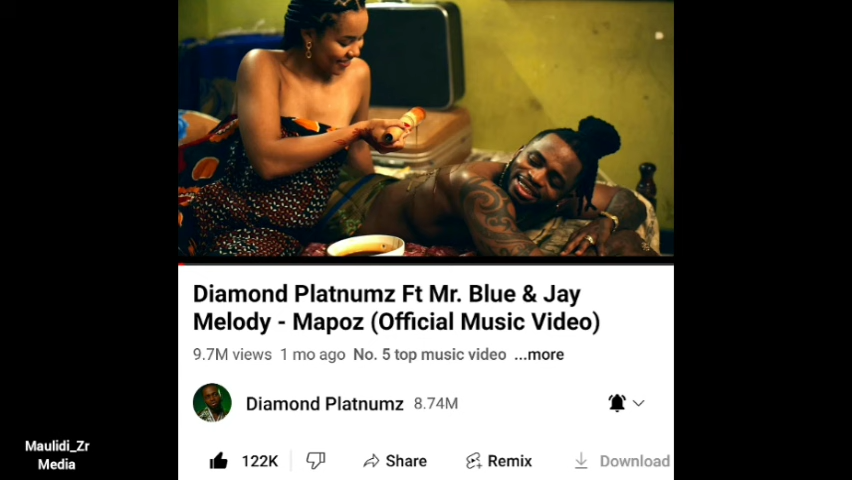 Diamond Platnumz Ft Mr. Blue & Jay
Melody - Mapoz (Official Music Video)
9.7M views 1 mo ago No. 5 top music video ...more
Diamond Platnumz 8.74M
122K Share Remix Download
Maulidi_Zr
Media